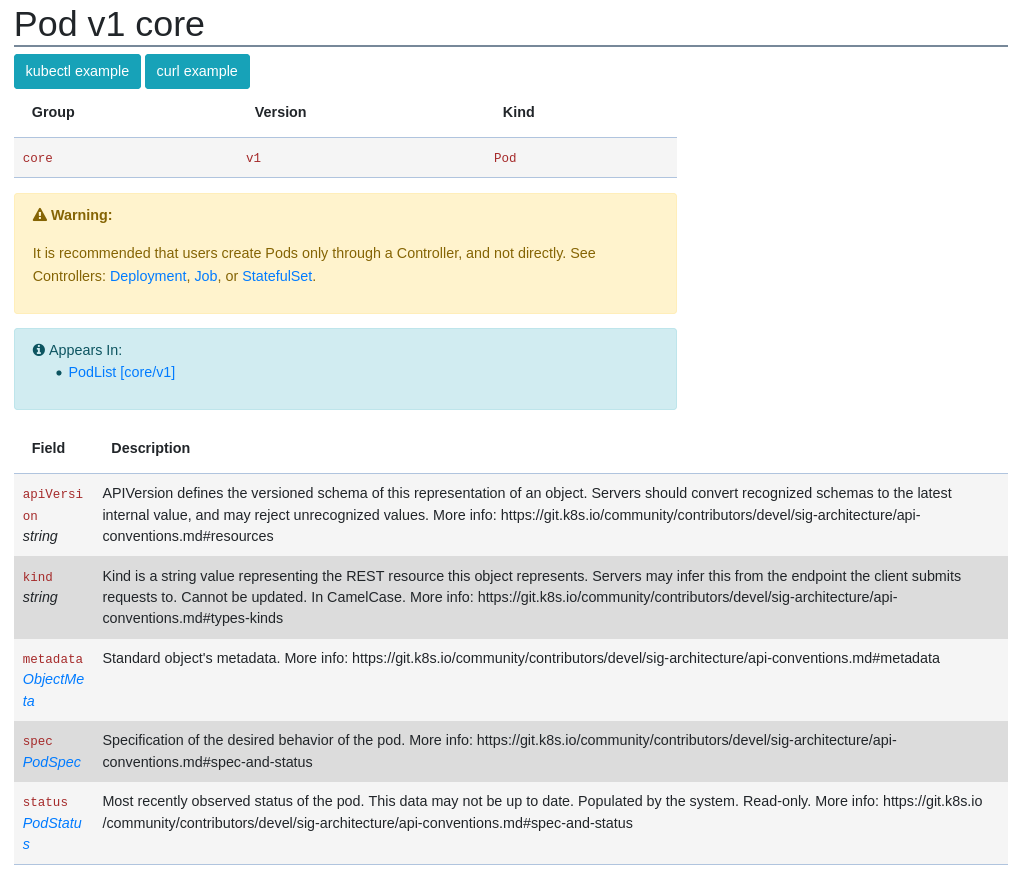 Pod v1 core
kubectl example curl example
Group Version Kind
core v1 Pod
Warning:
It is recommended that users create Pods only through a Controller, and not directly. See
Controllers: Deployment, Job, or StatefulSet.
Appears In:
• PodList [core/v1]
Field Description
apiVersi
on
string
APIVersion defines the versioned schema of this representation of an object. Servers should convert recognized schemas to the latest
internal value, and may reject unrecognized values. More info: https://git.k8s.io/community/contributors/devel/sig-architecture/api-
conventions.md#resources
kind
string
Kind is a string value representing the REST resource this object represents. Servers may infer this from the endpoint the client submits
requests to. Cannot be updated. In CamelCase. More info: https://git.k8s.io/community/contributors/devel/sig-architecture/api-
conventions.md#types-kinds
metadata
ObjectMe
ta
Standard object's metadata. More info: https://git.k8s.io/community/contributors/devel/sig-architecture/api-conventions.md#metadata
spec
PodSpec
Specification of the desired behavior of the pod. More info: https://git.k8s.io/community/contributors/devel/sig-architecture/api-
conventions.md#spec-and-status
status
PodStatu
s
Most recently observed status of the pod. This data may not be up to date. Populated by the system. Read-only. More info: https://git.k8s.io
/community/contributors/devel/sig-architecture/api-conventions.md#spec-and-status